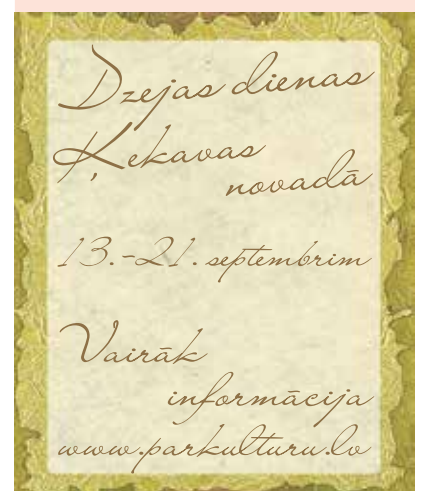 Dzejas dienas
Ķekavas
novadā
13.-21. septembrim
Vairāk
informācija
www.parkulturu.lv